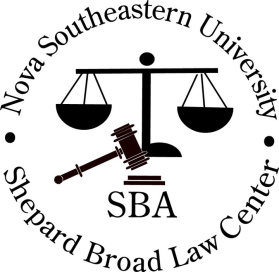 Nova Southeastern University
SBA
Shepard Broad Law Center